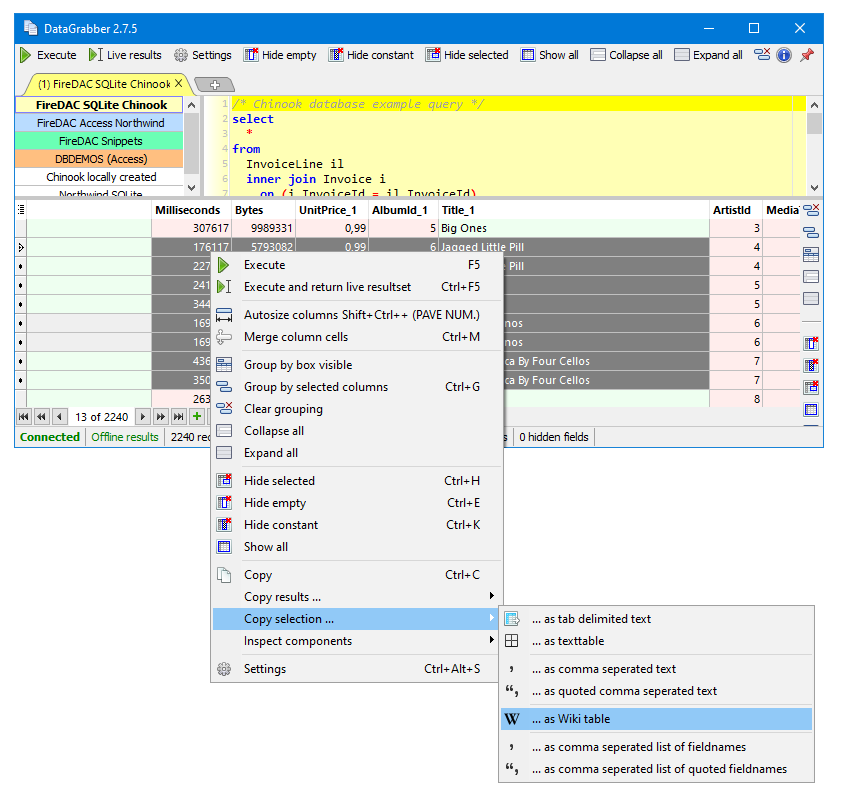 DataGrabber 2.7.5
Execute Live results Settings Hide empty Hide constant Hide selected Show all Collapse all Expand all
(1) FireDAC SQLite Chinook
FireDAC SQLite Chinook
FireDAC Access Northwind
FireDAC Snippets
DBDEMOS (Access)
Chinook locally created
Northwind SQLite
1 /* Chinook database example query */
2 select
3 *
4 from
5 InvoiceLine il
6 inner join Invoice i
7 on (i.InvoiceId = il.InvoiceId)
Milliseconds Bytes UnitPrice_1 AlbumId_1 Title_1 ArtistId Media
307617 9989331 0,99 5 Big Ones 3
176117 5793082 0,99 6 Jagged Little Pill 4
227 Pill 4
241 5
344 5
169 nos 6
169 nos 6
436 ca By Four Cellos 7
350 ca By Four Cellos 7
263 8
13 of 2240
Connected Offline results 2240 rec s 0 hidden fields
Execute F5
Execute and return live resultset Ctrl+F5
Autosize columns Shift+Ctrl++ (PAVE NUM.)
Merge column cells Ctrl+M
Group by box visible
Group by selected columns Ctrl+G
Clear grouping
Collapse all
Expand all
Hide selected Ctrl+H
Hide empty Ctrl+E
Hide constant Ctrl+K
Show all
Copy Ctrl+C
Copy results ...
Copy selection ...
Inspect components
Settings Ctrl+Alt+S
... as tab delimited text
... as texttable
... as comma seperated text
... as quoted comma seperated text
W ... as Wiki table
... as comma seperated list of fieldnames
... as comma seperated list of quoted fieldnames